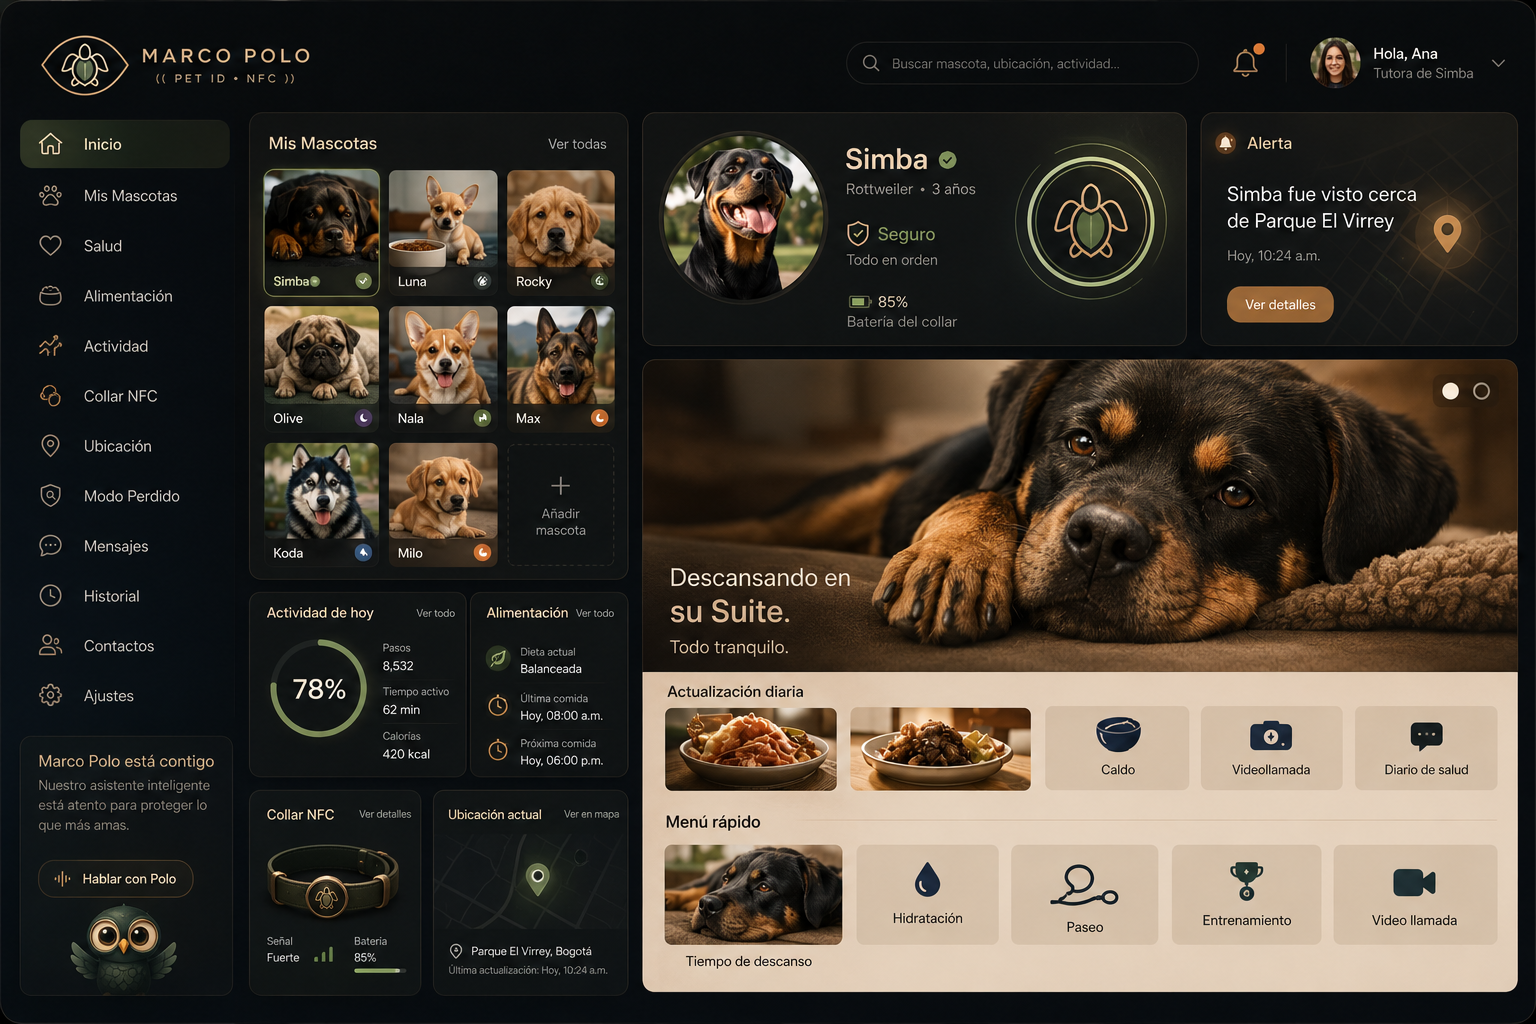 MARCO POLO
(( PET ID • NFC ))
Buscar mascota, ubicación, actividad...
Hola, Ana
Tutora de Simba
Inicio
Mis Mascotas
Salud
Alimentación
Actividad
Collar NFC
Ubicación
Modo Perdido
Mensajes
Historial
Contactos
Ajustes
Marco Polo está contigo
Nuestro asistente inteligente
está atento para proteger lo
que más amas.
Hablar con Polo
Mis Mascotas
Ver todas
Simba
Luna
Rocky
Olive
Nala
Max
Koda
Milo
Añadir
mascota
Actividad de hoy
Ver todo
78%
Pasos
8,532
Tiempo activo
62 min
Calorías
420 kcal
Alimentación
Ver todo
Dieta actual
Balanceada
Última comida
Hoy, 08:00 a.m.
Próxima comida
Hoy, 06:00 p.m.
Collar NFC
Ver detalles
Señal
Fuerte
Batería
85%
Ubicación actual
Ver en mapa
Parque El Virrey, Bogotá
Última actualización: Hoy, 10:24 a.m.
Simba
Rottweiler • 3 años
Seguro
Todo en orden
85%
Batería del collar
Alerta
Simba fue visto cerca
de Parque El Virrey
Hoy, 10:24 a.m.
Ver detalles
Descansando en
su Suite.
Todo tranquilo.
Actualización diaria
Caldo
Videollamada
Diario de salud
Menú rápido
Tiempo de descanso
Hidratación
Paseo
Entrenamiento
Video llamada